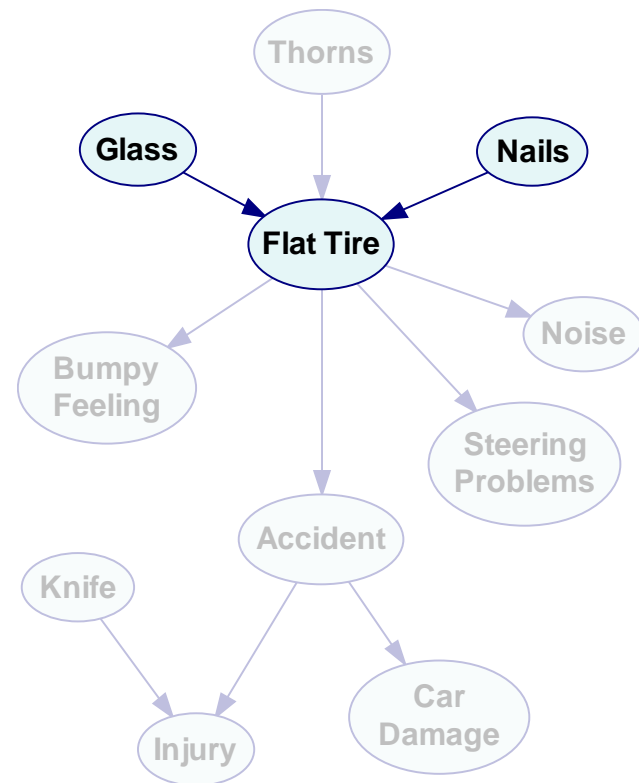 Thorns
Glass
Nails
Flat Tire
Noise
Bumpy
Feeling
Steering
Problems
Accident
Knife
Car
Damage
Injury